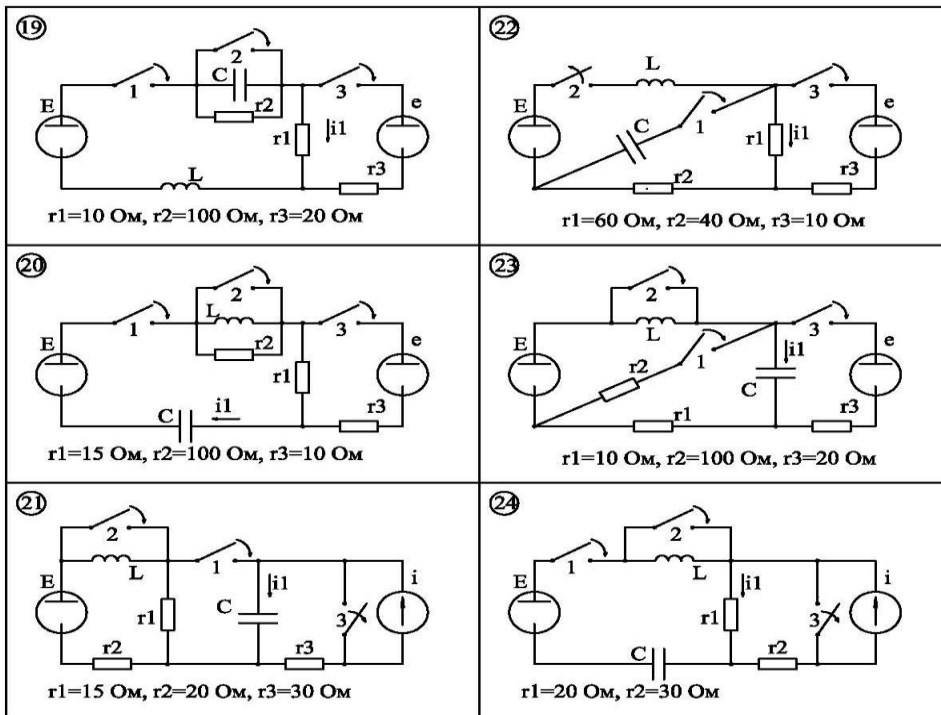 19
2
C
1
3
E
r2
e
r1
i1
L
r3
r1=10 Ом, r2=100 Ом, r3=20 Ом
22
L
2
3
E
C
1
e
r1
i1
r2
r3
r1=60 Ом, r2=40 Ом, r3=10 Ом
20
2
L
1
3
E
r2
e
r1
C
i1
r3
r1=15 Ом, r2=100 Ом, r3=10 Ом
23
2
L
3
E
1
i1
e
r2
C
r1
r3
r1=10 Ом, r2=100 Ом, r3=20 Ом
21
2
L
1
E
i1
i
r1
C
3
r2
r3
r1=15 Ом, r2=20 Ом, r3=30 Ом
24
2
E
1
L
i1
i
r1
3
C
r2
r1=20 Ом, r2=30 Ом